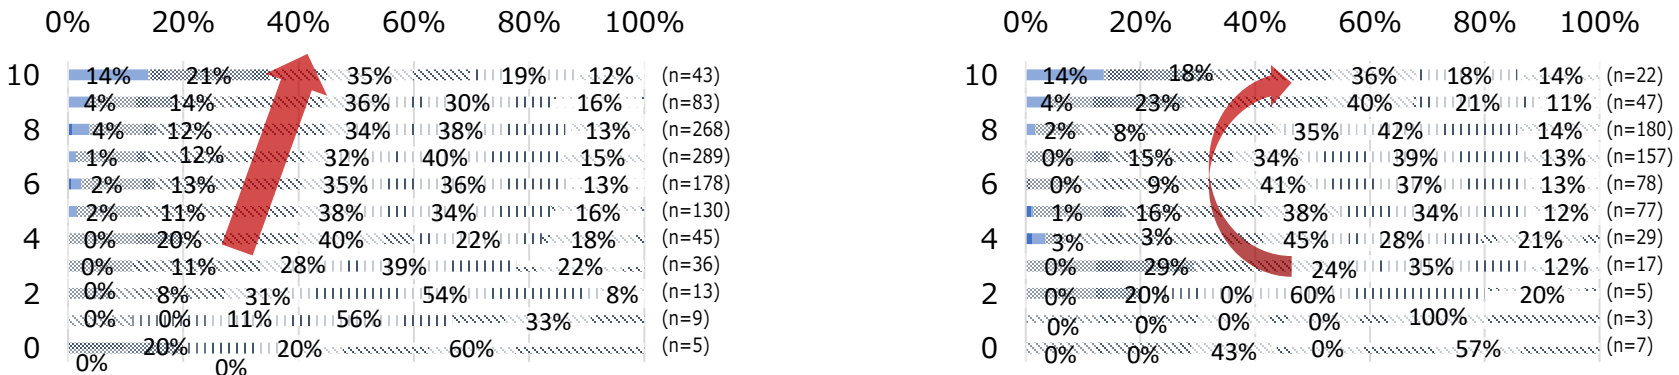 0% 20% 40% 60% 80% 100%
10 14% 21% 35% 19% 12% (n=43)
4% 14% 36% 30% 16% (n=83)
8 4% 12% 34% 38% 13% (n=268)
1% 12% 32% 40% 15% (n=289)
6 2% 13% 35% 36% 13% (n=178)
2% 11% 38% 34% 16% (n=130)
4 0% 20% 40% 22% 18% (n=45)
0% 11% 28% 39% 22% (n=36)
2 0% 8% 31% 54% 8% (n=13)
0% 0% 11% 56% 33% (n=9)
0 0% 20% 0% 20% 60% (n=5)
0% 20% 40% 60% 80% 100%
10 14% 18% 36% 18% 14% (n=22)
4% 23% 40% 21% 11% (n=47)
8 2% 8% 35% 42% 14% (n=180)
0% 15% 34% 39% 13% (n=157)
6 0% 9% 41% 37% 13% (n=78)
1% 16% 38% 34% 12% (n=77)
4 3% 3% 45% 28% 21% (n=29)
0% 29% 24% 35% 12% (n=17)
2 0% 20% 0% 60% 20% (n=5)
0% 0% 0% 0% 100% (n=3)
0 0% 0% 43% 0% 57% (n=7)